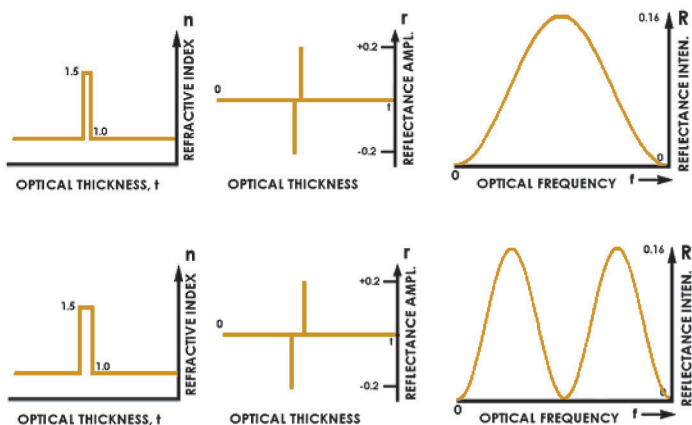 n
1.5
1.0
REFRACTIVE INDEX
OPTICAL THICKNESS, t
r
+0.2
0
t
-0.2
REFLECTANCE AMPL.
OPTICAL THICKNESS
R
0.16
0
0
REFLECTANCE INTEN.
OPTICAL FREQUENCY f
n
1.5
1.0
REFRACTIVE INDEX
OPTICAL THICKNESS, t
r
+0.2
0
t
-0.2
REFLECTANCE AMPL.
OPTICAL THICKNESS
R
0.16
0
0
REFLECTANCE INTEN.
OPTICAL FREQUENCY f